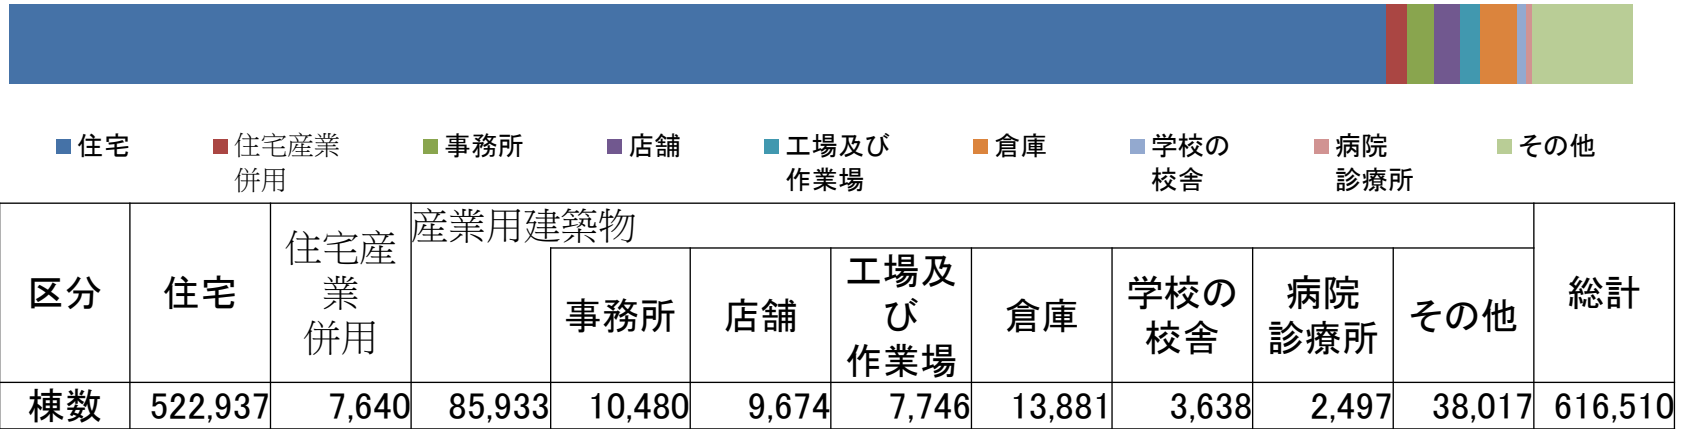 住宅 住宅産業 事務所 店舗 工場及び 倉庫 学校の 病院 その他
併用 作業場 校舎 診療所
区分 住宅 住宅産業併用 産業用建築物 総計
事務所 店舗 工場及び作業場 倉庫 学校の校舎 病院診療所 その他
棟数 522,937 7,640 85,933 10,480 9,674 7,746 13,881 3,638 2,497 38,017 616,510